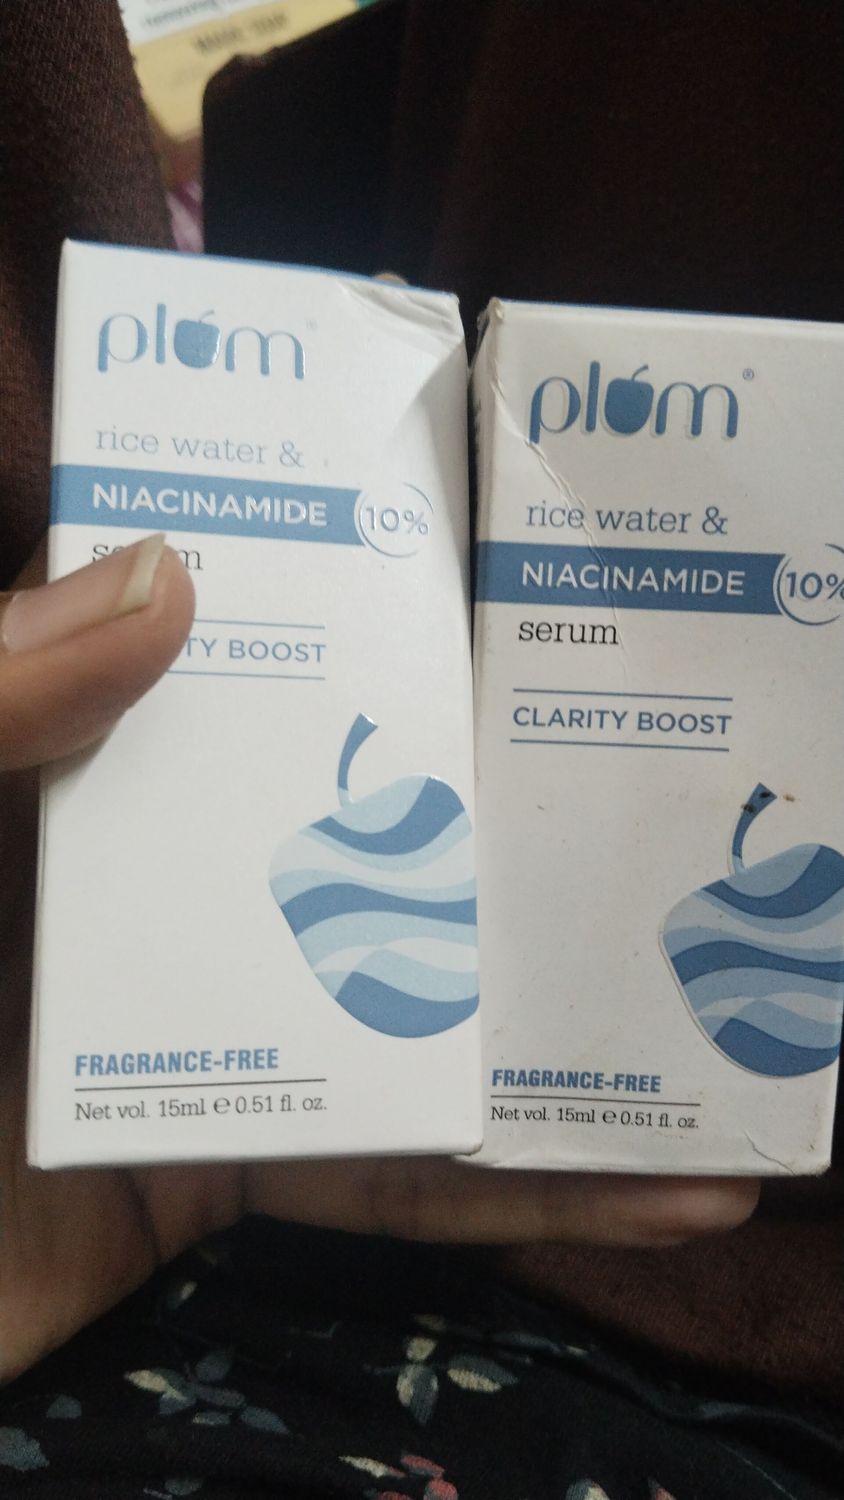 plum
rice water &
NIACINAMIDE 10%
TY BOOST
FRAGRANCE-FREE
Net vol. 15ml ℮ 0.51 fl. oz.
plum®
rice water &
NIACINAMIDE 10%
serum
CLARITY BOOST
FRAGRANCE-FREE
Net vol. 15ml ℮ 0.51 fl. oz.